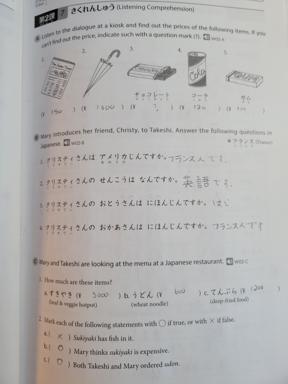 第2課 7 きくれんしゅう (Listening Comprehension)
A Listen to the dialogue at a kiosk and find out the prices of the following items. If you
can't find out the price, indicate such with a question mark (?). W02-A
1. 2. 3. 4. 5.
Coke
チョコレート コーラ
(¥ 150 ) (¥ 1000 ) (¥ ? ) (¥ 120 ) (¥
B Mary introduces her friend, Christy, to Takeshi. Answer the following questions in
Japanese. W02-B *フランス (France)
1. クリスティさんは アメリカじんですか。フランス人です.
2. クリスティさんの せんこうは なんですか。英語です.
3. クリスティさんの おとうさんは にほんじんですか。はい
4. クリスティさんの おかあさんは にほんじんですか。フランス人です
C Mary and Takeshi are looking at the menu at a Japanese restaurant. W02-C
1. How much are these items?
a. すきやき (¥ 3000 ) b. うどん (¥ 600 ) c. てんぷら (¥ 1200 )
(beef & veggie hotpot) (wheat noodle) (deep-fried food)
2. Mark each of the following statements with ○ if true, or with × if false.
a. ( × ) Sukiyaki has fish in it.
b. ( ○ ) Mary thinks sukiyaki is expensive.
c. ( ○ ) Both Takeshi and Mary ordered udon.